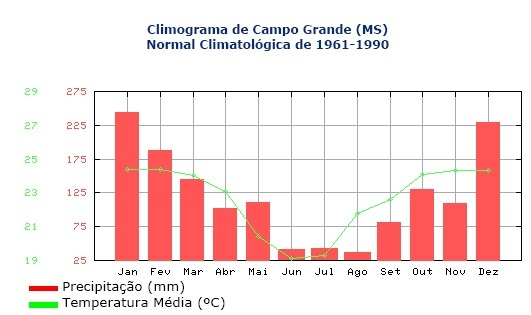 Climograma de Campo Grande (MS)
Normal Climatológica de 1961-1990
29 275
27 225
25 175
23 125
21 75
19 25
Jan Fev Mar Abr Mai Jun Jul Ago Set Out Nov Dez
Precipitação (mm)
Temperatura Média (ºC)